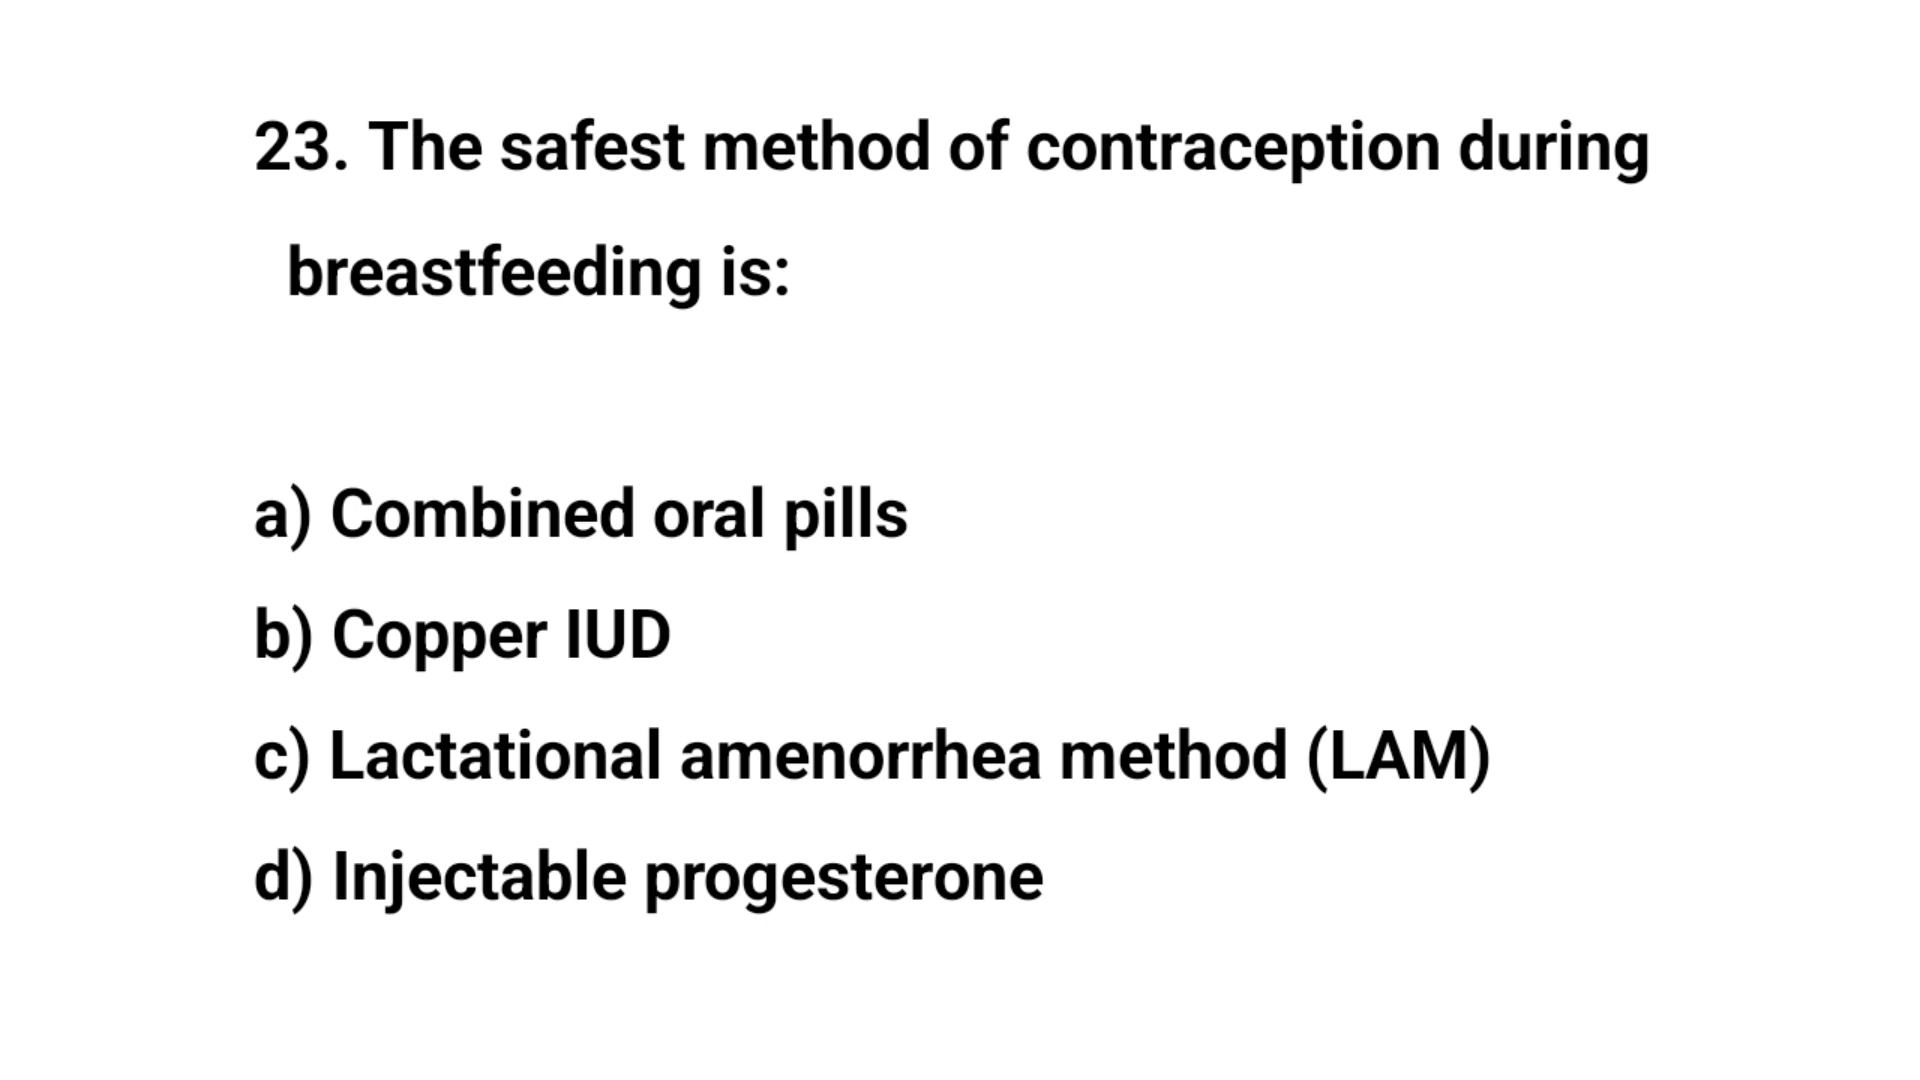 23. The safest method of contraception during
breastfeeding is:
a) Combined oral pills
b) Copper IUD
c) Lactational amenorrhea method (LAM)
d) Injectable progesterone